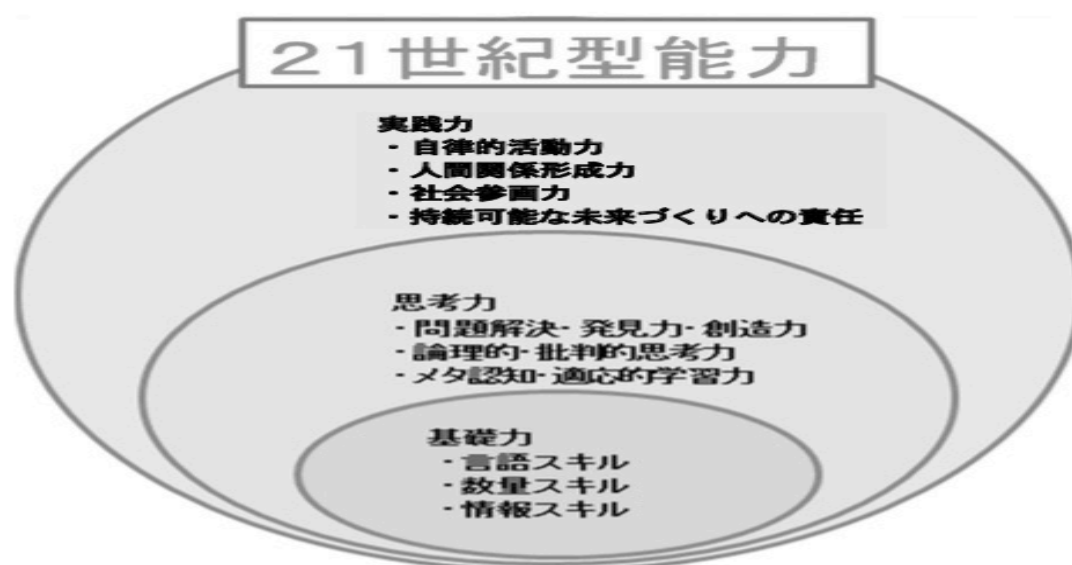 21世紀型能力
実践力
・自律的活動力
・人間関係形成力
・社会参画力
・持続可能な未来づくりへの責任
思考力
・問題解決・発見力・創造力
・論理的・批判的思考力
・メタ認知・適応的学習力
基礎力
・言語スキル
・数量スキル
・情報スキル